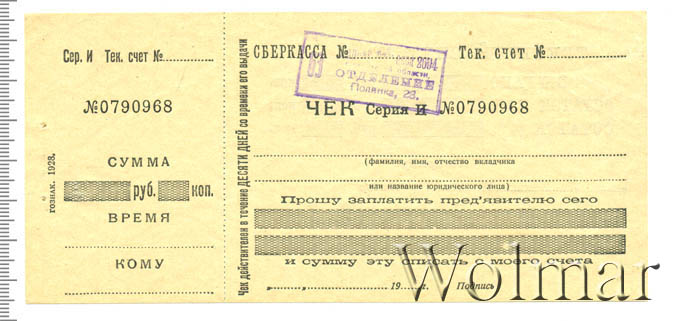 Сер. И Тек. счет №
№0790968
СУММА
руб. коп.
ВРЕМЯ
КОМУ
гознак. 1928.
Чек действителен в течение ДЕСЯТИ ДНЕЙ со времени его выдачи
СБЕРКАССА № Тек. счет №
ОТДЕЛЕНИЕ
Полянка, 23.
ЧЕК Серия И №0790968
(фамилия, имя, отчество вкладчика
или название юридического лица)
Прошу заплатить пред'явителю сего
и сумму эту списать с моего счета
19 г. Подпись
Wolmar